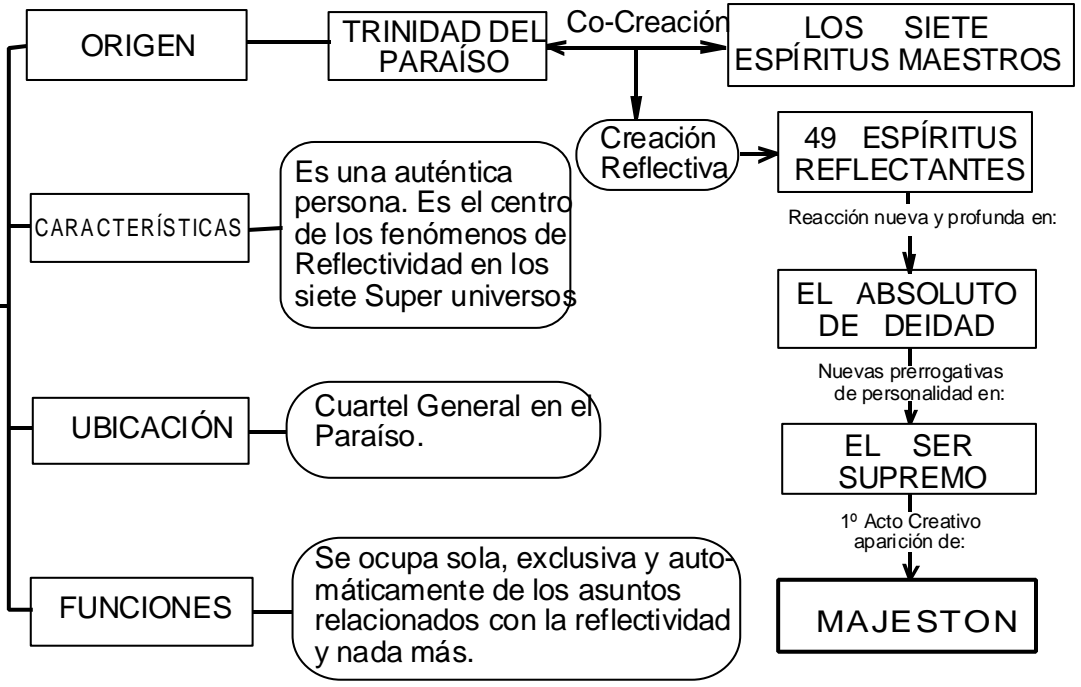 ORIGEN
TRINIDAD DEL
PARAÍSO
Co-Creación
LOS SIETE
ESPÍRITUS MAESTROS
Creación
Reflectiva
49 ESPÍRITUS
REFLECTANTES
Reacción nueva y profunda en:
EL ABSOLUTO
DE DEIDAD
Nuevas prerrogativas
de personalidad en:
EL SER
SUPREMO
1º Acto Creativo
aparición de:
MAJESTON
CARACTERÍSTICAS
Es una auténtica
persona. Es el centro
de los fenómenos de
Reflectividad en los
siete Super universos
UBICACIÓN
Cuartel General en el
Paraíso.
FUNCIONES
Se ocupa sola, exclusiva y auto-
máticamente de los asuntos
relacionados con la reflectividad
y nada más.